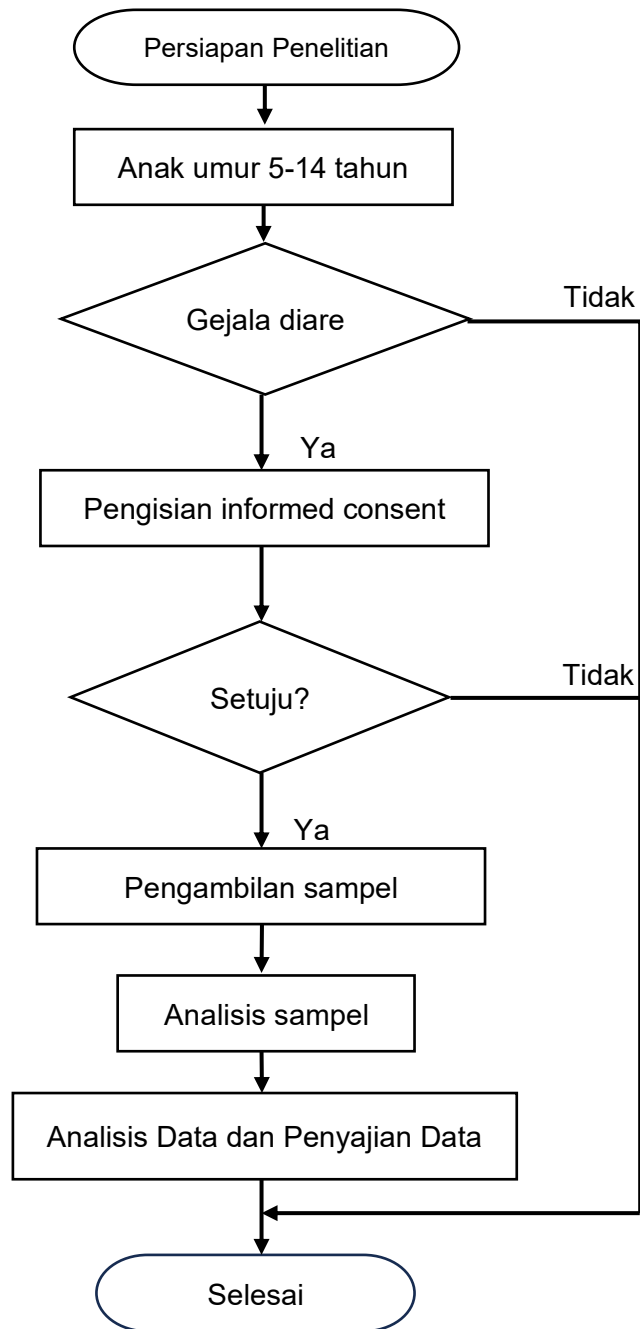 Persiapan Penelitian
Anak umur 5-14 tahun
Gejala diare
Tidak
Ya
Pengisian informed consent
Setuju?
Tidak
Ya
Pengambilan sampel
Analisis sampel
Analisis Data dan Penyajian Data
Selesai